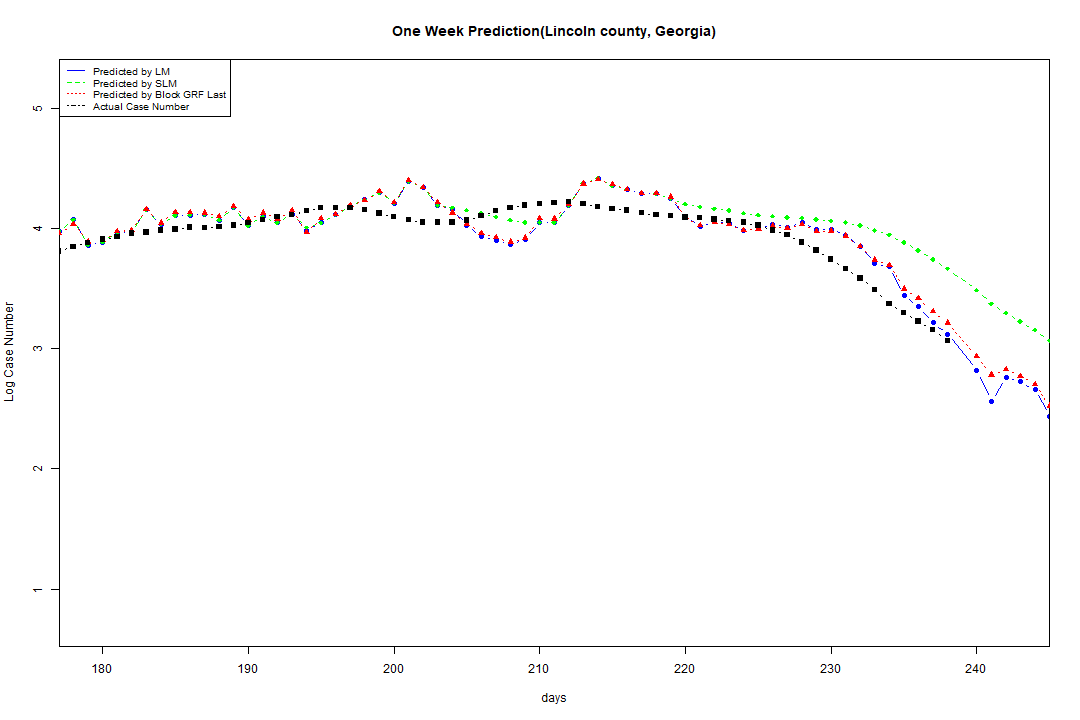 One Week Prediction(Lincoln county, Georgia)
Predicted by LM
Predicted by SLM
Predicted by Block GRF Last
Actual Case Number
5
4
3
2
1
Log Case Number
180 190 200 210 220 230 240
days